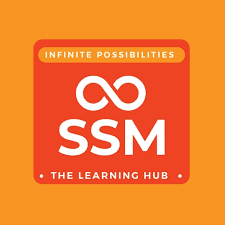 INFINITE POSSIBILITIES
SSM
• THE LEARNING HUB •